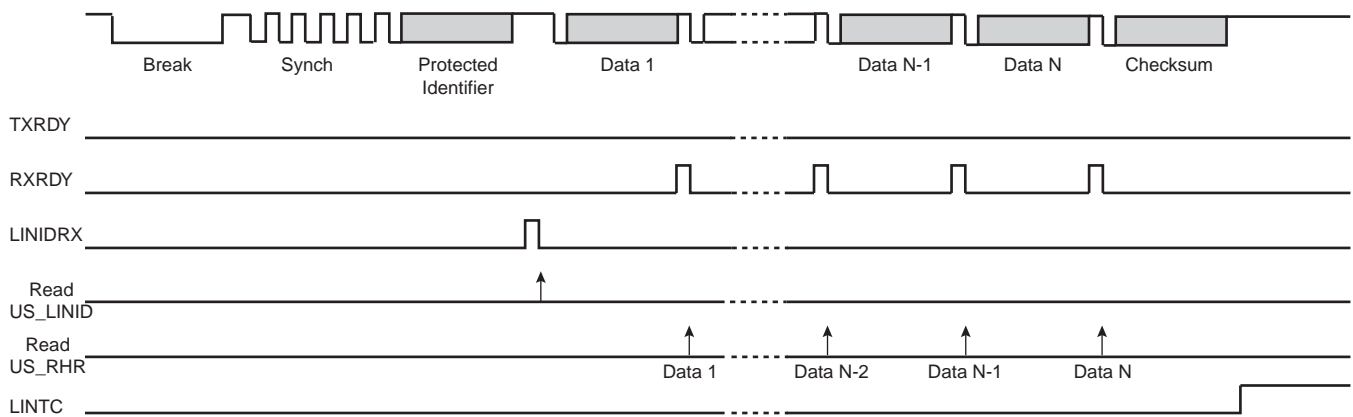 Break Synch Protected Identifier Data 1 Data N-1 Data N Checksum
TXRDY
RXRDY
LINIDRX
Read
US_LINID
Read
US_RHR
Data 1 Data N-2 Data N-1 Data N
LINTC